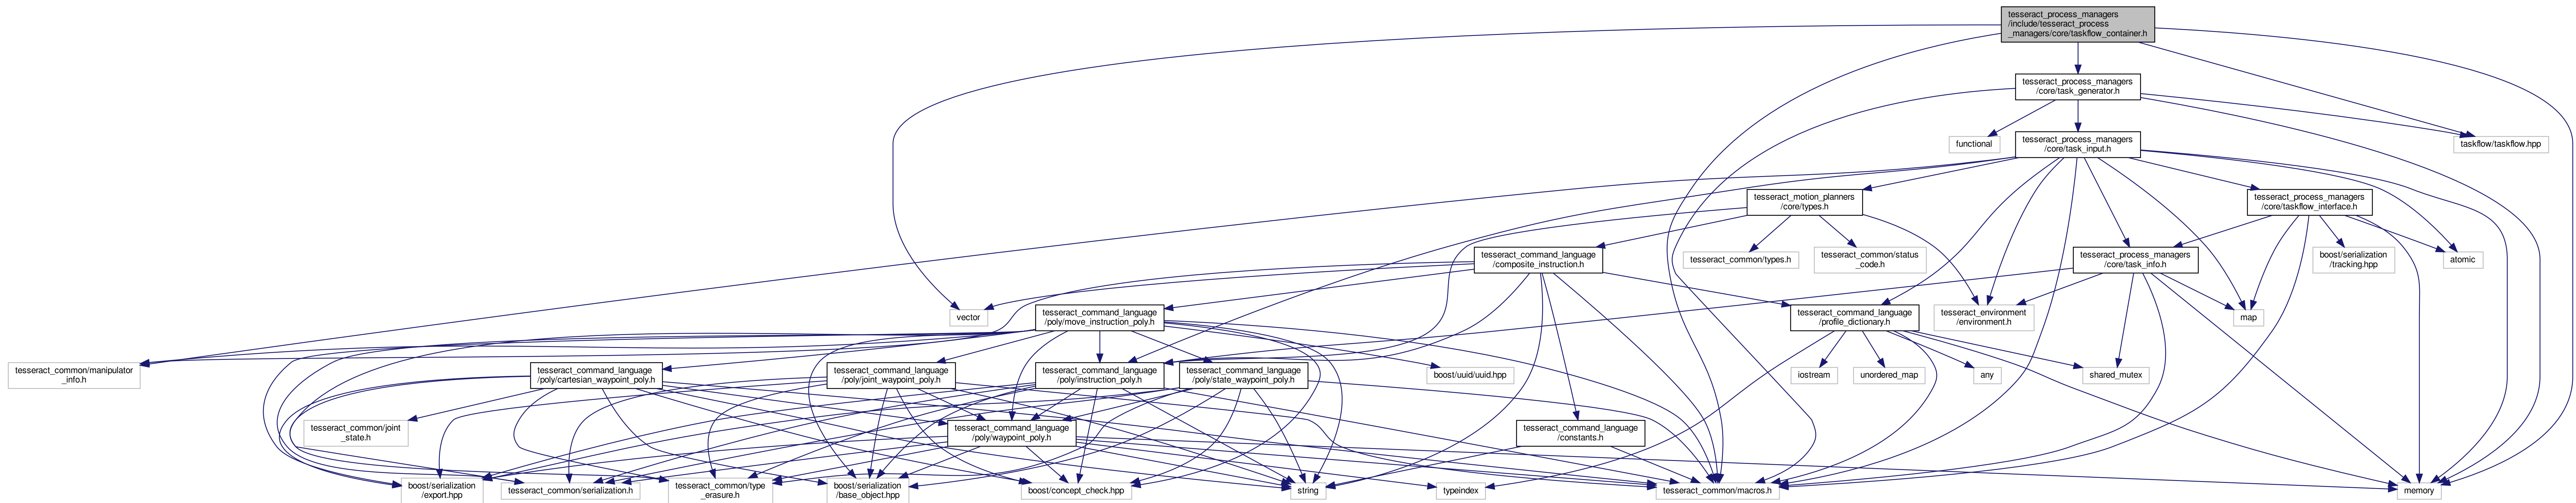 tesseract_process_managers
/include/tesseract_process
_managers/core/taskflow_container.h
tesseract_process_managers
/core/task_generator.h
functional
tesseract_process_managers
/core/task_input.h
taskflow/taskflow.hpp
tesseract_motion_planners
/core/types.h
tesseract_process_managers
/core/taskflow_interface.h
tesseract_command_language
/composite_instruction.h
tesseract_common/types.h
tesseract_common/status
_code.h
tesseract_process_managers
/core/task_info.h
boost/serialization
/tracking.hpp
atomic
vector
tesseract_command_language
/poly/move_instruction_poly.h
tesseract_command_language
/profile_dictionary.h
tesseract_environment
/environment.h
map
tesseract_common/manipulator
_info.h
tesseract_command_language
/poly/cartesian_waypoint_poly.h
tesseract_command_language
/poly/joint_waypoint_poly.h
tesseract_command_language
/poly/instruction_poly.h
tesseract_command_language
/poly/state_waypoint_poly.h
boost/uuid/uuid.hpp
iostream
unordered_map
any
shared_mutex
tesseract_common/joint
_state.h
tesseract_command_language
/poly/waypoint_poly.h
tesseract_command_language
/constants.h
boost/serialization
/export.hpp
tesseract_common/serialization.h
tesseract_common/type
_erasure.h
boost/serialization
/base_object.hpp
boost/concept_check.hpp
string
typeindex
tesseract_common/macros.h
memory